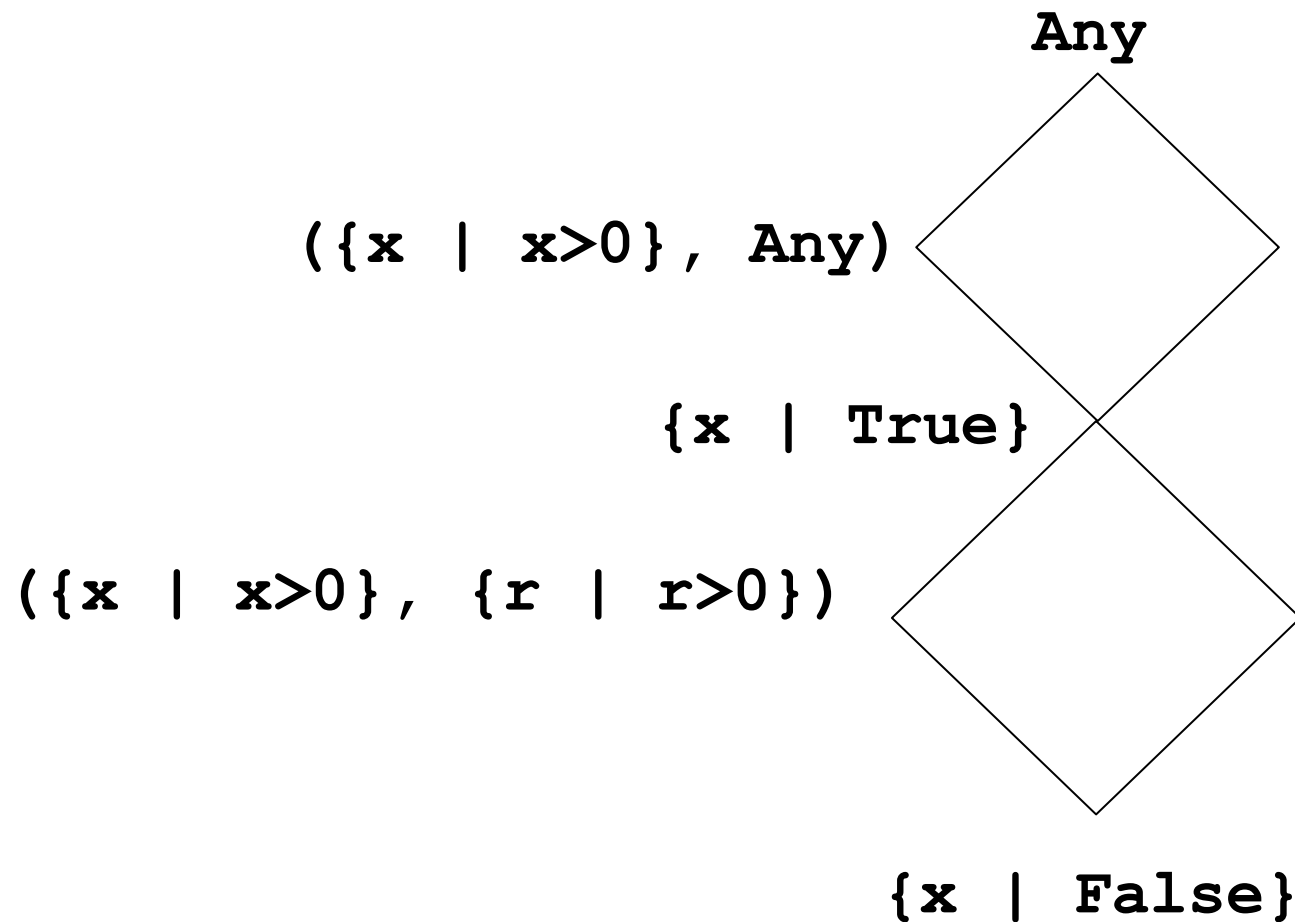 Any
({x | x>0}, Any)
{x | True}
({x | x>0}, {r | r>0})
{x | False}